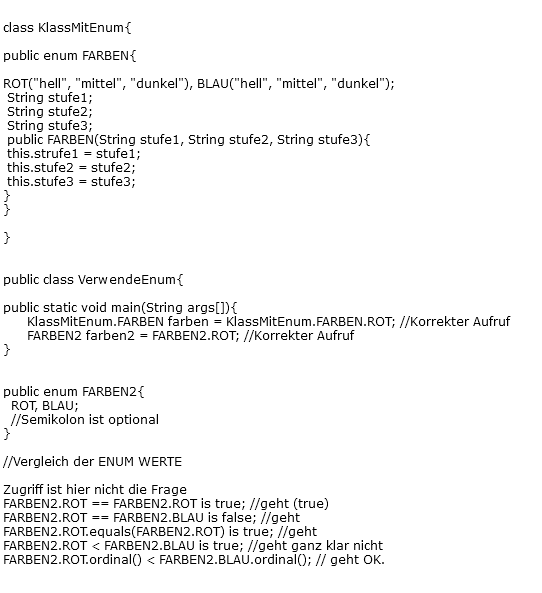 class KlassMitEnum{
public enum FARBEN{
ROT("hell", "mittel", "dunkel"), BLAU("hell", "mittel", "dunkel");
String stufe1;
String stufe2;
String stufe3;
public FARBEN(String stufe1, String stufe2, String stufe3){
this.strufe1 = stufe1;
this.stufe2 = stufe2;
this.stufe3 = stufe3;
}
}
}
public class VerwendeEnum{
public static void main(String args[]){
KlassMitEnum.FARBEN farben = KlassMitEnum.FARBEN.ROT; //Korrekter Aufruf
FARBEN2 farben2 = FARBEN2.ROT; //Korrekter Aufruf
}
public enum FARBEN2{
ROT, BLAU;
//Semikolon ist optional
}
//Vergleich der ENUM WERTE
Zugriff ist hier nicht die Frage
FARBEN2.ROT == FARBEN2.ROT is true; //geht (true)
FARBEN2.ROT == FARBEN2.BLAU is false; //geht
FARBEN2.ROT.equals(FARBEN2.ROT) is true; //geht
FARBEN2.ROT < FARBEN2.BLAU is true; //geht ganz klar nicht
FARBEN2.ROT.ordinal() < FARBEN2.BLAU.ordinal(); // geht OK.